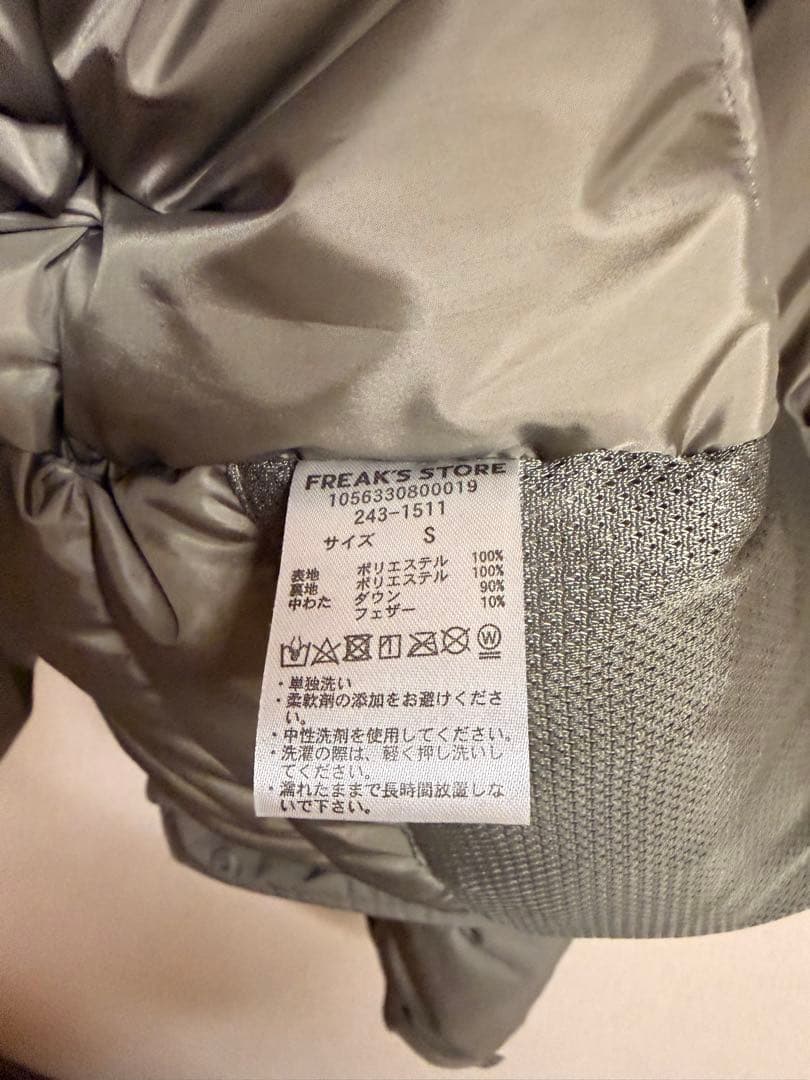 FREAK'S STORE
1056330800019
243-1511
サイズ S
表地 ポリエステル 100%
裏地 ポリエステル 100%
中わた ダウン 90%
フェザー 10%
W
・単独洗い
・柔軟剤の添加をお避けくださ
い。
・中性洗剤を使用してください。
・洗濯の際は、軽く押し洗いし
てください。
・濡れたままで長時間放置しな
いで下さい。